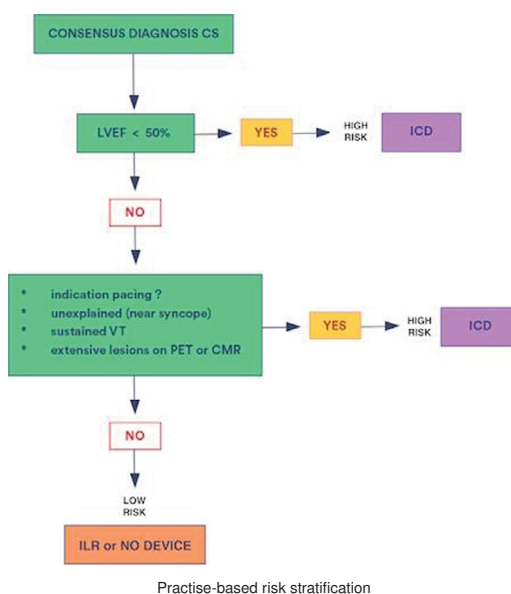 CONSENSUS DIAGNOSIS CS
LVEF < 50%
YES
HIGH
RISK
ICD
NO
* indication pacing ?
* unexplained (near syncope)
* sustained VT
* extensive lesions on PET or CMR
YES
HIGH
RISK
ICD
NO
LOW
RISK
ILR or NO DEVICE
Practise-based risk stratification